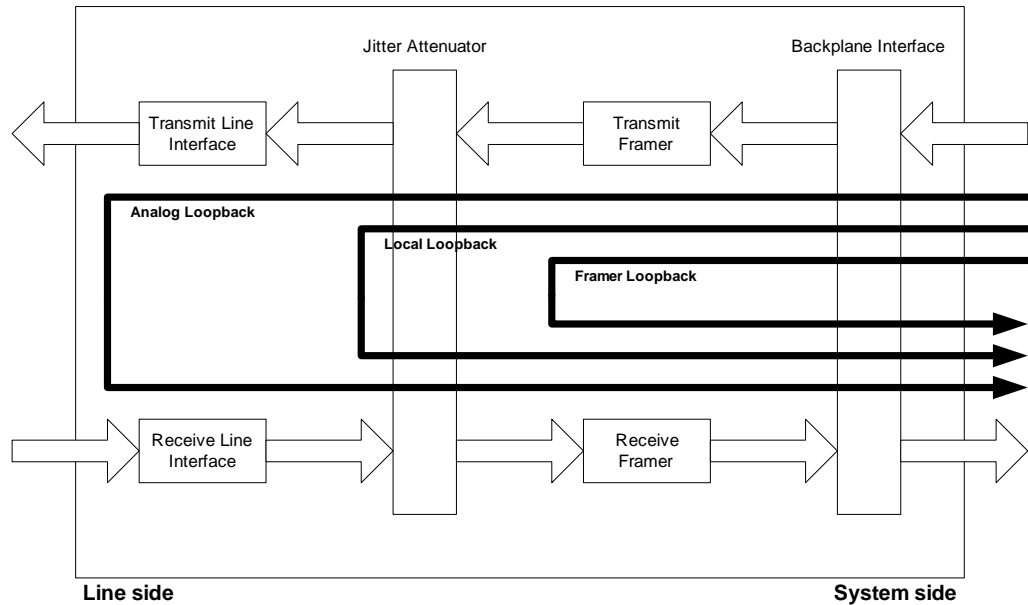 Jitter Attenuator
Backplane Interface
Transmit Line
Interface
Transmit
Framer
Analog Loopback
Local Loopback
Framer Loopback
Receive Line
Interface
Receive
Framer
Line side
System side